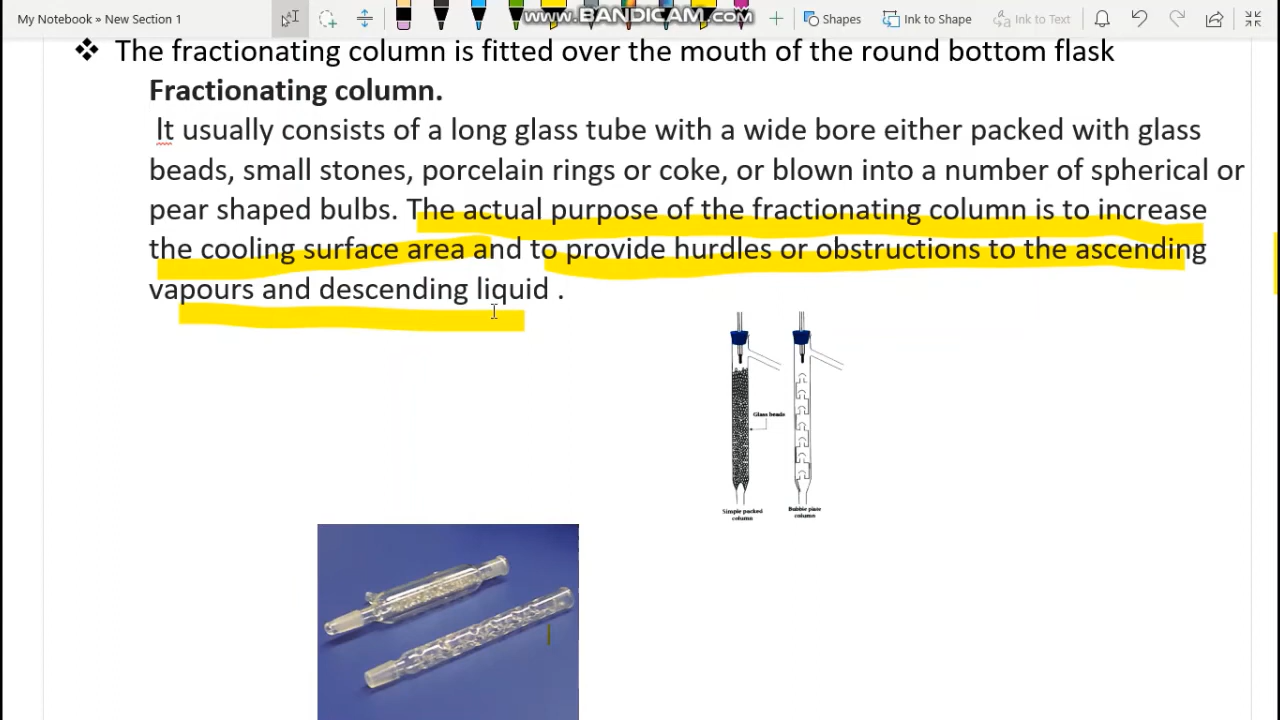 My Notebook » New Section 1
www.BANDICAM.com
Shapes
Ink to Shape
Ink to Text
❖ The fractionating column is fitted over the mouth of the round bottom flask
Fractionating column.
It usually consists of a long glass tube with a wide bore either packed with glass
beads, small stones, porcelain rings or coke, or blown into a number of spherical or
pear shaped bulbs. The actual purpose of the fractionating column is to increase
the cooling surface area and to provide hurdles or obstructions to the ascending
vapours and descending liquid .
Glass beads
Simple packed
column
Bubble plate
column